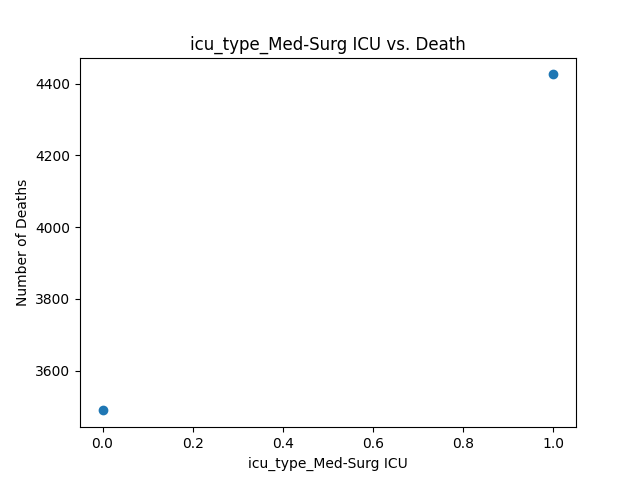 icu_type_Med-Surg ICU vs. Death
Number of Deaths
4400
4200
4000
3800
3600
0.0 0.2 0.4 0.6 0.8 1.0
icu_type_Med-Surg ICU